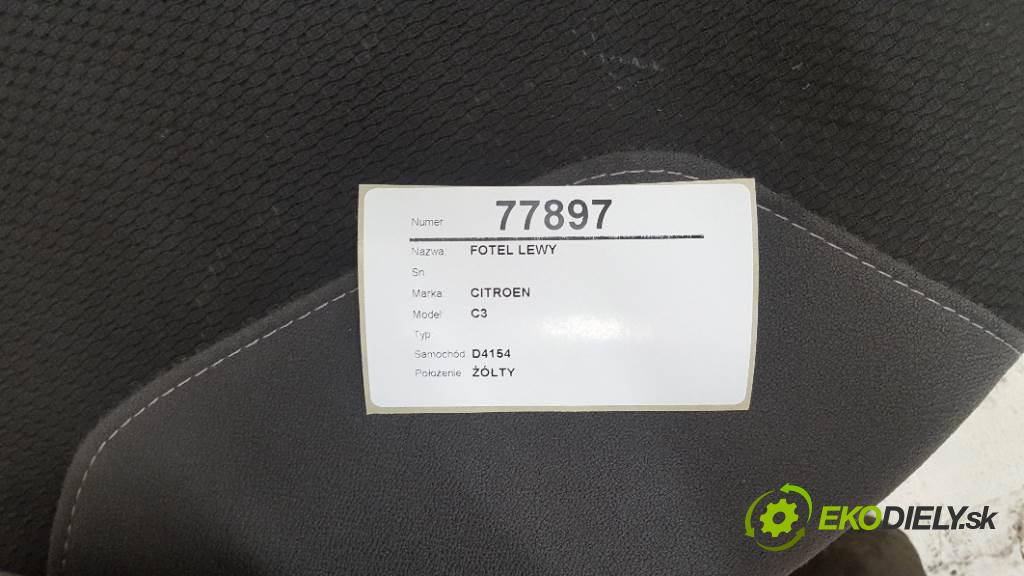 Numer 77897
Nazwa: FOTEL LEWY
Sn:
Marka: CITROEN
Model: C3
Typ:
Samochód: D4154
Położenie: ŻÓŁTY
EKODIELY.sk